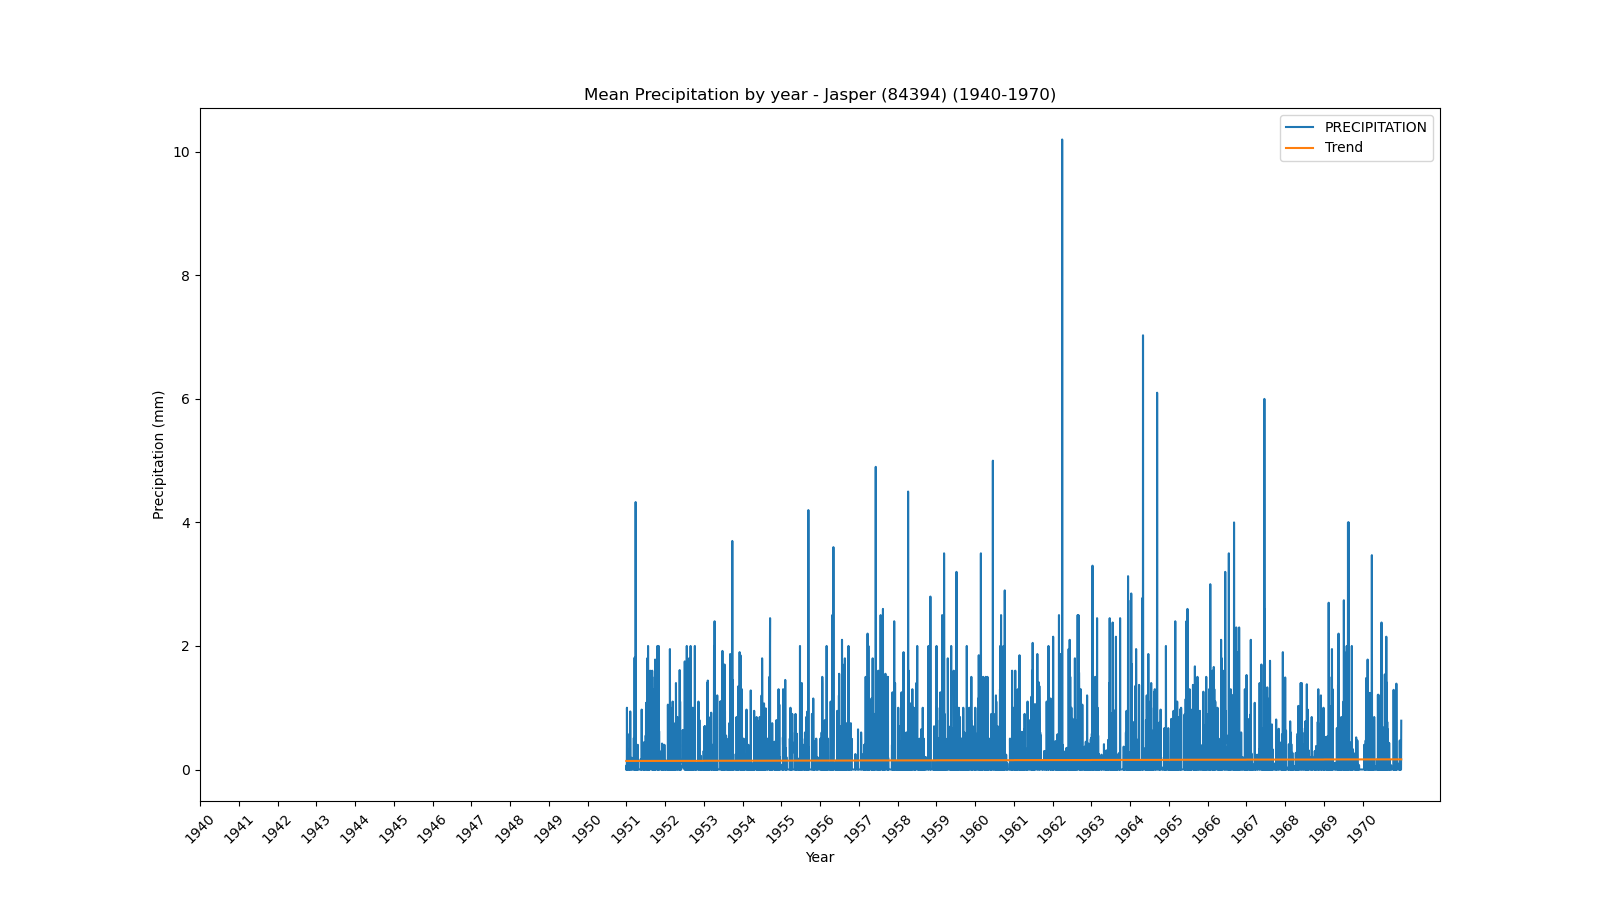 Mean Precipitation by year - Jasper (84394) (1940-1970)
PRECIPITATION
Trend
10
8
6
4
2
0
Precipitation (mm)
1940 1941 1942 1943 1944 1945 1946 1947 1948 1949 1950 1951 1952 1953 1954 1955 1956 1957 1958 1959 1960 1961 1962 1963 1964 1965 1966 1967 1968 1969 1970
Year